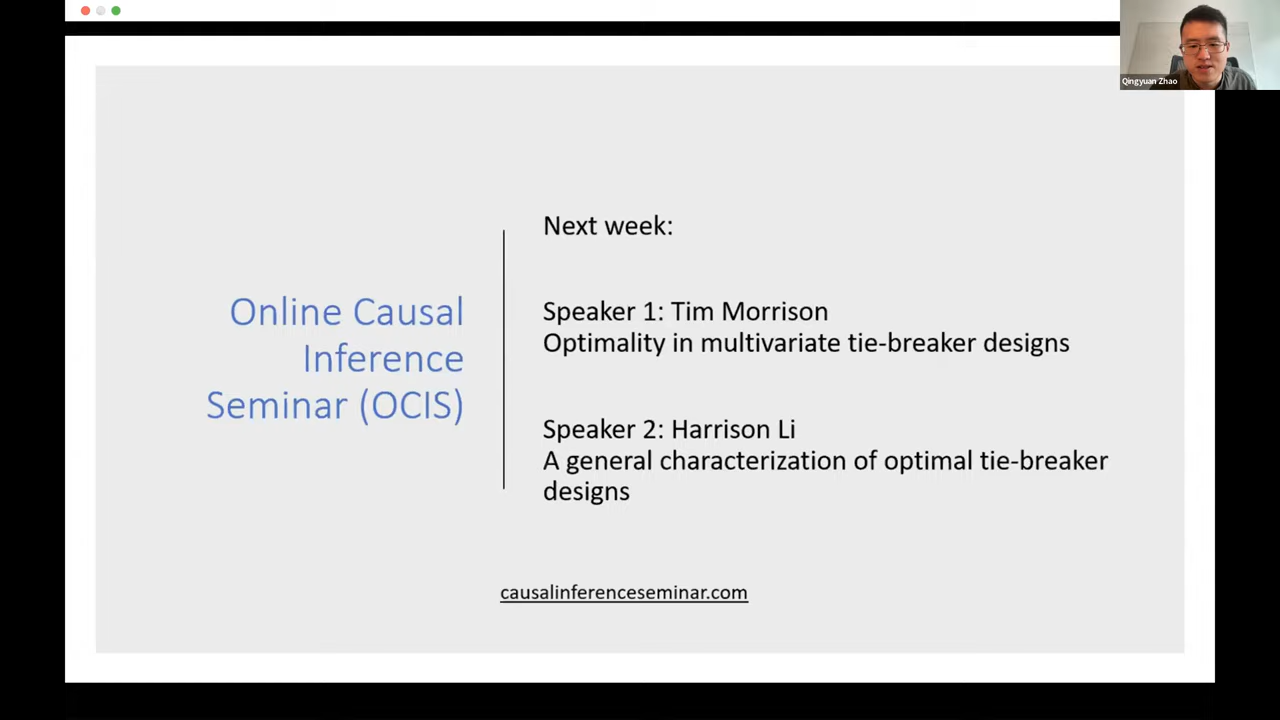 Qingyuan Zhao
Online Causal
Inference
Seminar (OCIS)
Next week:
Speaker 1: Tim Morrison
Optimality in multivariate tie-breaker designs
Speaker 2: Harrison Li
A general characterization of optimal tie-breaker
designs
causalinferenceseminar.com